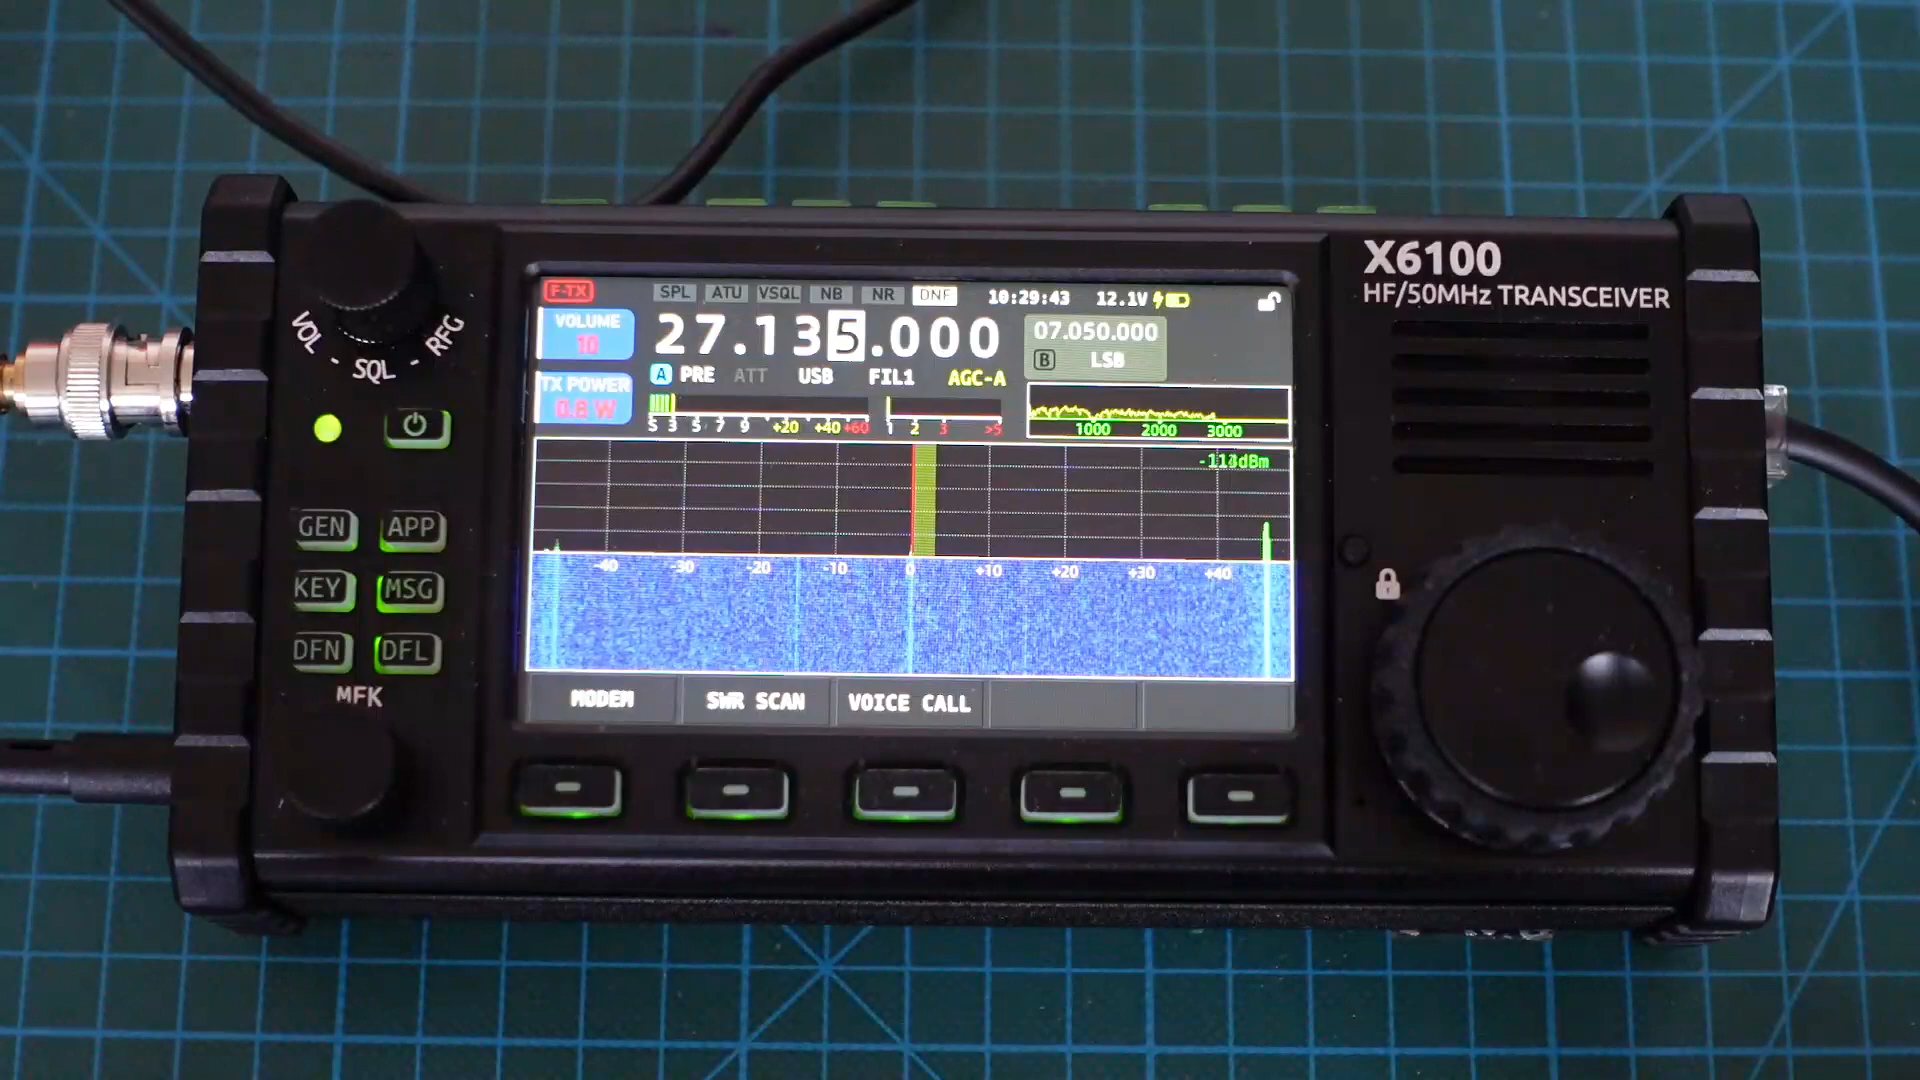 X6100
HF/50MHz TRANSCEIVER
VOL - SQL - RFG
GEN APP
KEY MSG
DFN DFL
MFK
F-TX SPL ATU VSQL NB NR DNF 10:29:43 12.1V
VOLUME
10
27.135.000
07.050.000
B LSB
A PRE ATT USB FIL1 AGC-A
TX POWER
0.8 W
S 3 5 7 9 +20 +40 +60 1 2 3 >5
1000 2000 3000
-113dBm
-40 -30 -20 -10 0 +10 +20 +30 +40
MODEM SWR SCAN VOICE CALL